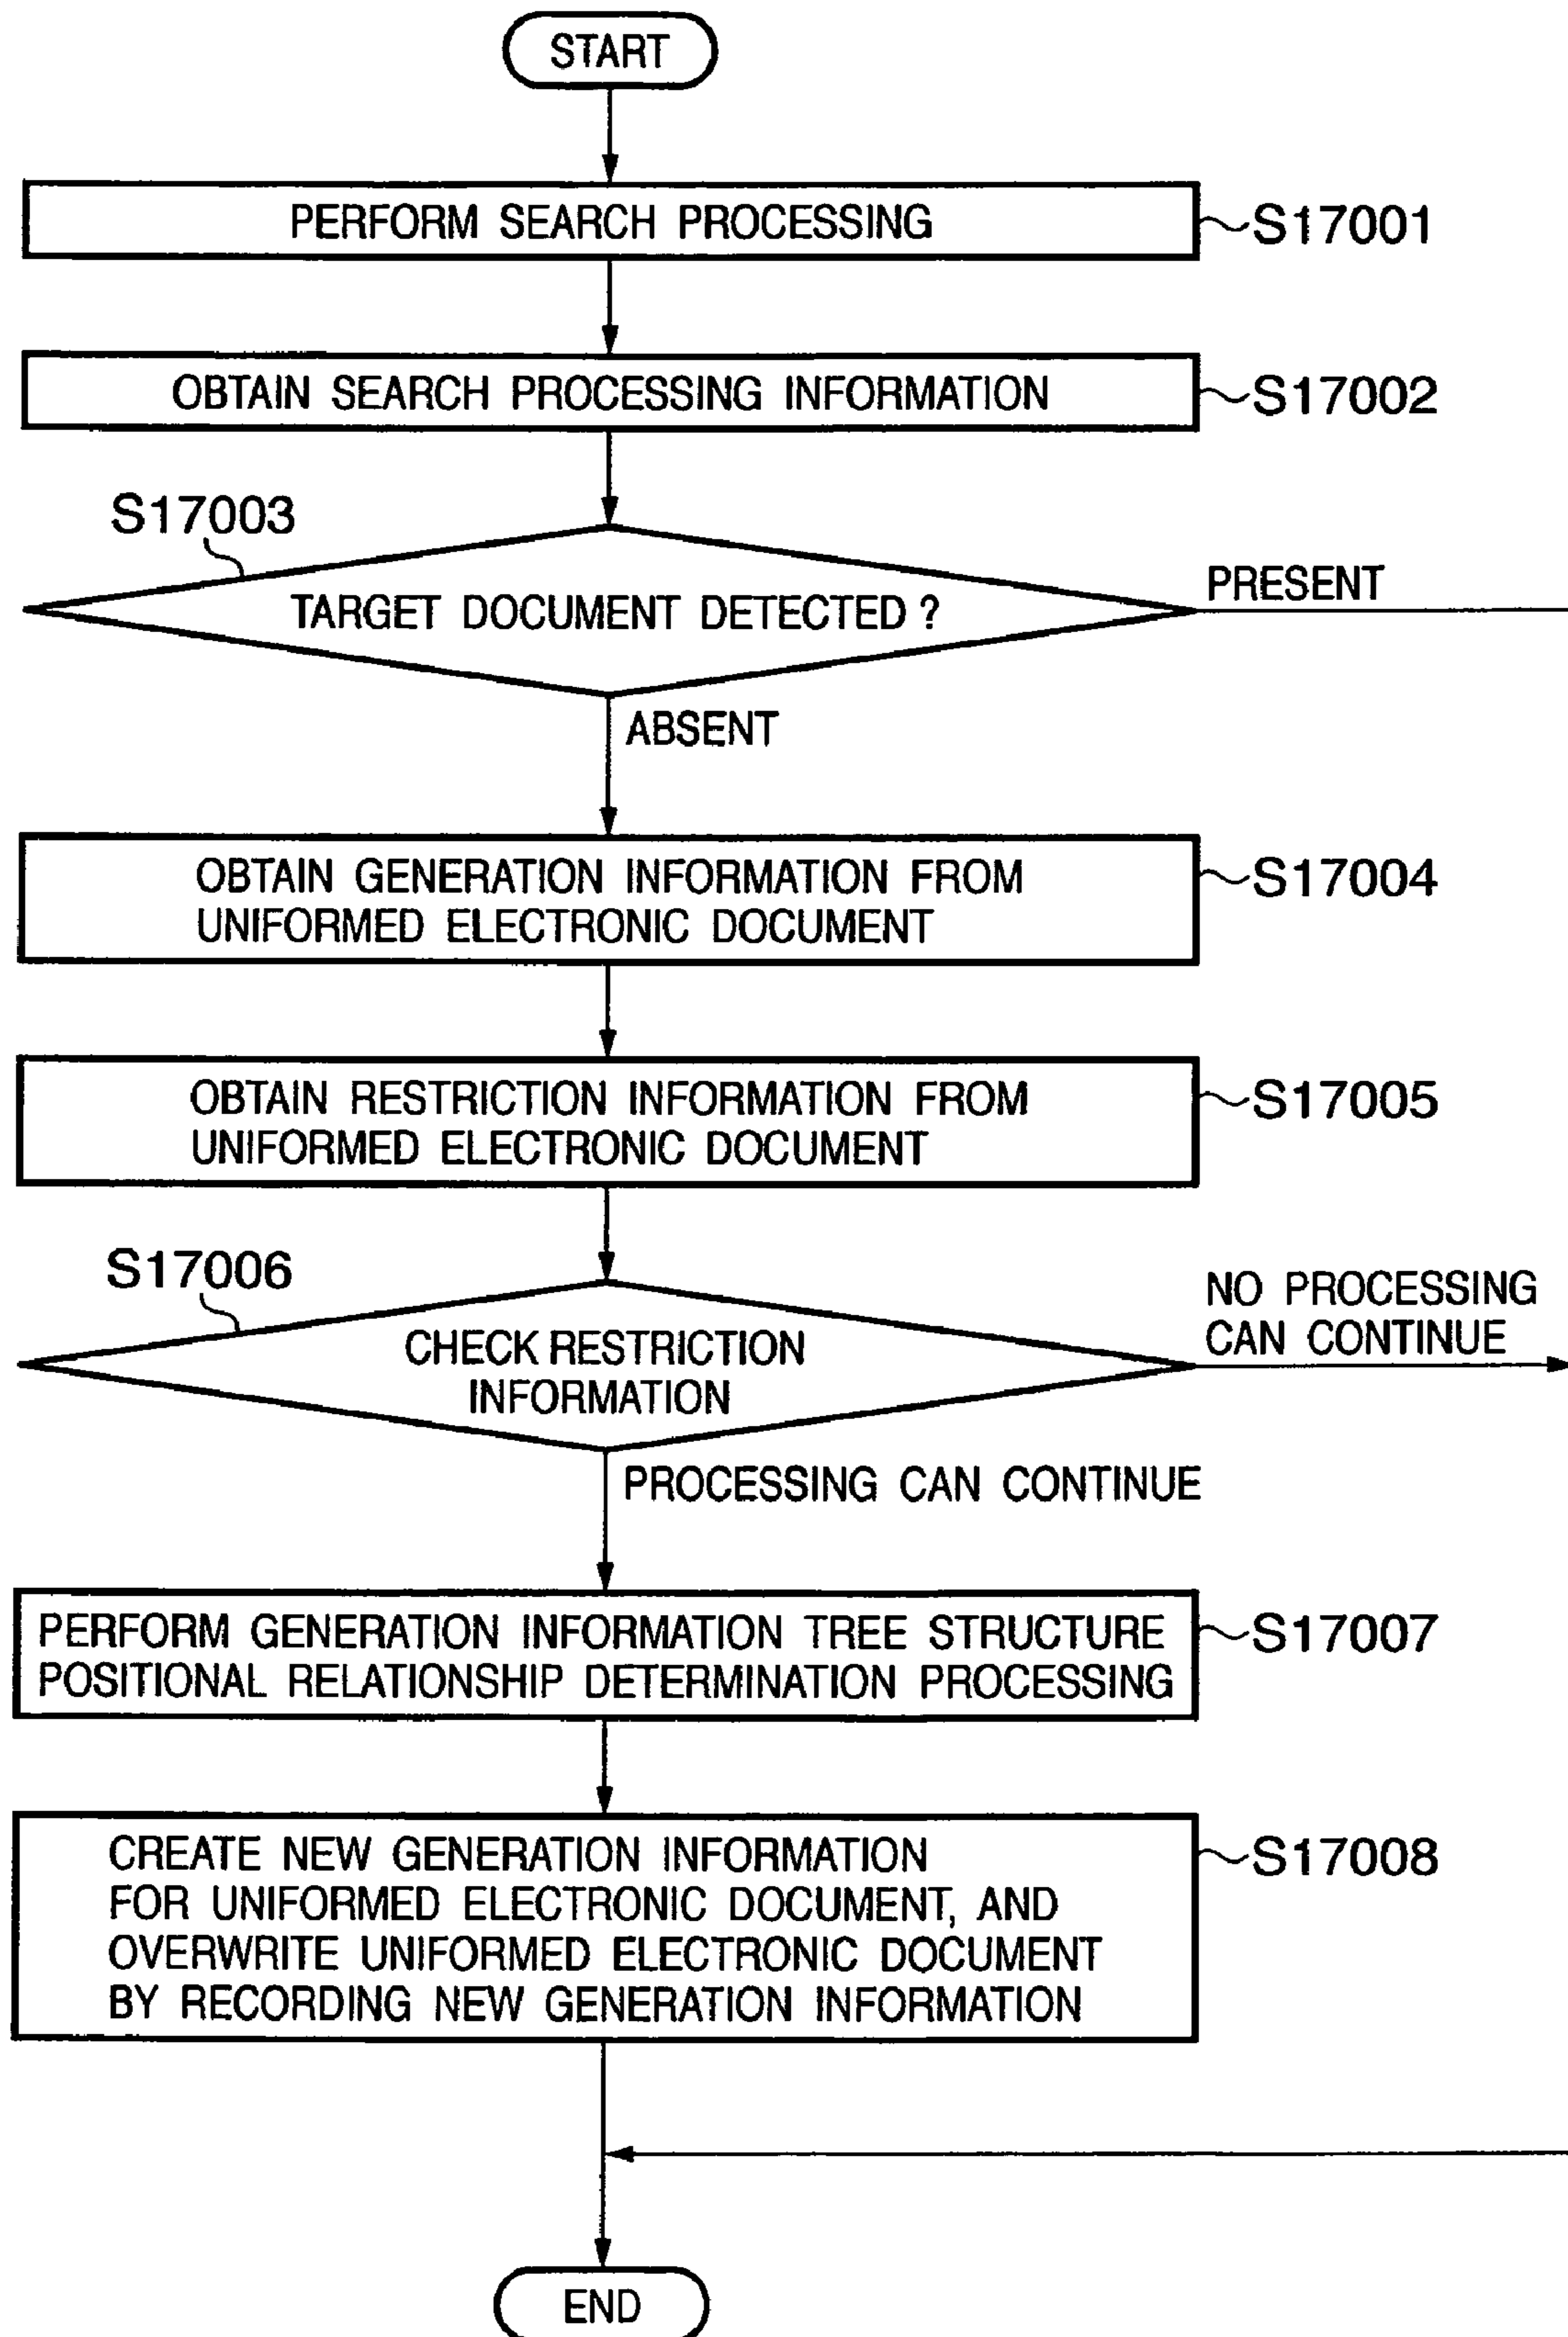 START
PERFORM SEARCH PROCESSING
S17001
OBTAIN SEARCH PROCESSING INFORMATION
S17002
S17003
TARGET DOCUMENT DETECTED ?
PRESENT
ABSENT
OBTAIN GENERATION INFORMATION FROM
UNIFORMED ELECTRONIC DOCUMENT
S17004
OBTAIN RESTRICTION INFORMATION FROM
UNIFORMED ELECTRONIC DOCUMENT
S17005
S17006
CHECK RESTRICTION
INFORMATION
NO PROCESSING
CAN CONTINUE
PROCESSING CAN CONTINUE
PERFORM GENERATION INFORMATION TREE STRUCTURE
POSITIONAL RELATIONSHIP DETERMINATION PROCESSING
S17007
CREATE NEW GENERATION INFORMATION
FOR UNIFORMED ELECTRONIC DOCUMENT, AND
OVERWRITE UNIFORMED ELECTRONIC DOCUMENT
BY RECORDING NEW GENERATION INFORMATION
S17008
END